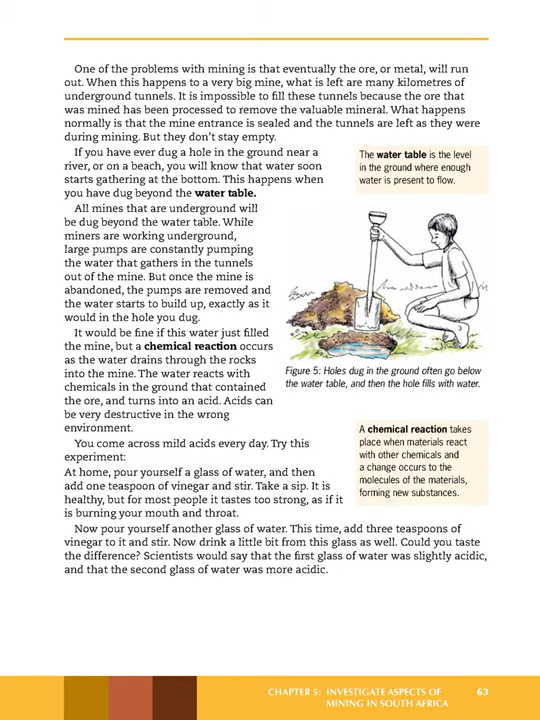 One of the problems with mining is that eventually the ore, or metal, will run
out. When this happens to a very big mine, what is left are many kilometres of
underground tunnels. It is impossible to fill these tunnels because the ore that
was mined has been processed to remove the valuable mineral. What happens
normally is that the mine entrance is sealed and the tunnels are left as they were
during mining. But they don't stay empty.
If you have ever dug a hole in the ground near a
river, or on a beach, you will know that water soon
starts gathering at the bottom. This happens when
you have dug beyond the water table.
The water table is the level
in the ground where enough
water is present to flow.
All mines that are underground will
be dug beyond the water table. While
miners are working underground,
large pumps are constantly pumping
the water that gathers in the tunnels
out of the mine. But once the mine is
abandoned, the pumps are removed and
the water starts to build up, exactly as it
would in the hole you dug.
It would be fine if this water just filled
the mine, but a chemical reaction occurs
as the water drains through the rocks
into the mine. The water reacts with
chemicals in the ground that contained
the ore, and turns into an acid. Acids can
be very destructive in the wrong
environment.
Figure 5: Holes dug in the ground often go below
the water table, and then the hole fills with water.
You come across mild acids every day. Try this
experiment:
At home, pour yourself a glass of water, and then
add one teaspoon of vinegar and stir. Take a sip. It is
healthy, but for most people it tastes too strong, as if it
is burning your mouth and throat.
A chemical reaction takes
place when materials react
with other chemicals and
a change occurs to the
molecules of the materials,
forming new substances.
Now pour yourself another glass of water. This time, add three teaspoons of
vinegar to it and stir. Now drink a little bit from this glass as well. Could you taste
the difference? Scientists would say that the first glass of water was slightly acidic,
and that the second glass of water was more acidic.
CHAPTER 5: INVESTIGATE ASPECTS OF
MINING IN SOUTH AFRICA
63